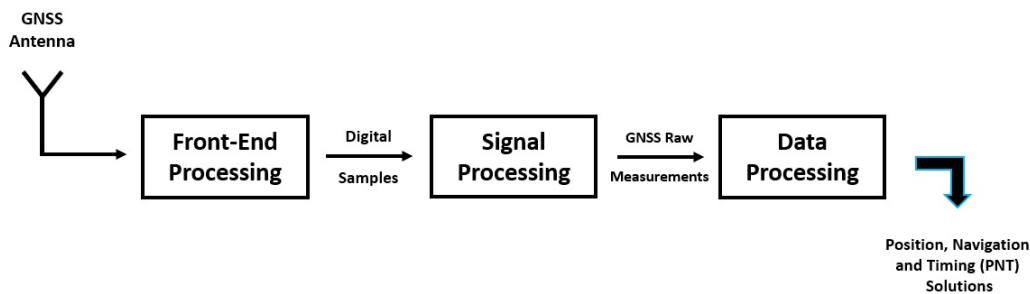 GNSS
Antenna
Front-End
Processing
Digital
Samples
Signal
Processing
GNSS Raw
Measurements
Data
Processing
Position, Navigation
and Timing (PNT)
Solutions